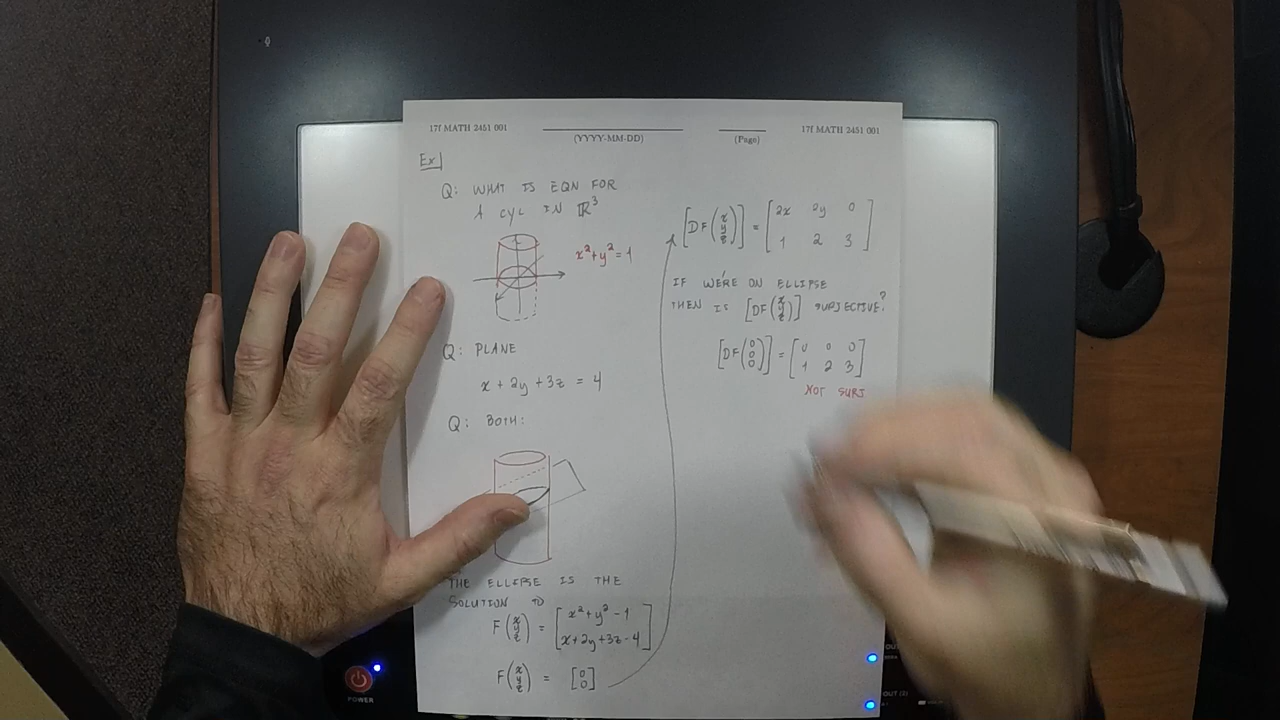 17f MATH 2451 001
(YYYY-MM-DD)
(Page)
17f MATH 2451 001
Ex
Q: WHAT IS EQN FOR
A CYL IN ℝ³
x²+y²=1
Q: PLANE
x + 2y + 3z = 4
Q: BOTH:
THE ELLIPSE IS THE
SOLUTION TO
F(x y z) = [x²+y²-1
x+2y+3z-4]
F(x y z) = [0 0]
[DF(x y z)] = [2x 2y 0
1 2 3]
IF WE'RE ON ELLIPSE
THEN IS [DF(x y z)] SURJECTIVE?
[DF(0 0 0)] = [0 0 0
1 2 3]
NOT SURJ
POWER
OUT (2)